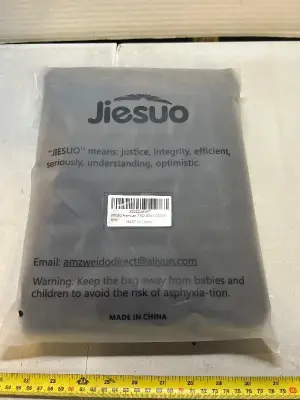 Jiesuo
"JIESUO" means: justice, integrity, efficient,
seriously, understanding, optimistic.
Email: amzweidodirect@aliyun.com
Warning: Keep the bag away from babies and
children to avoid the risk of asphyxia-tion.
MADE IN CHINA